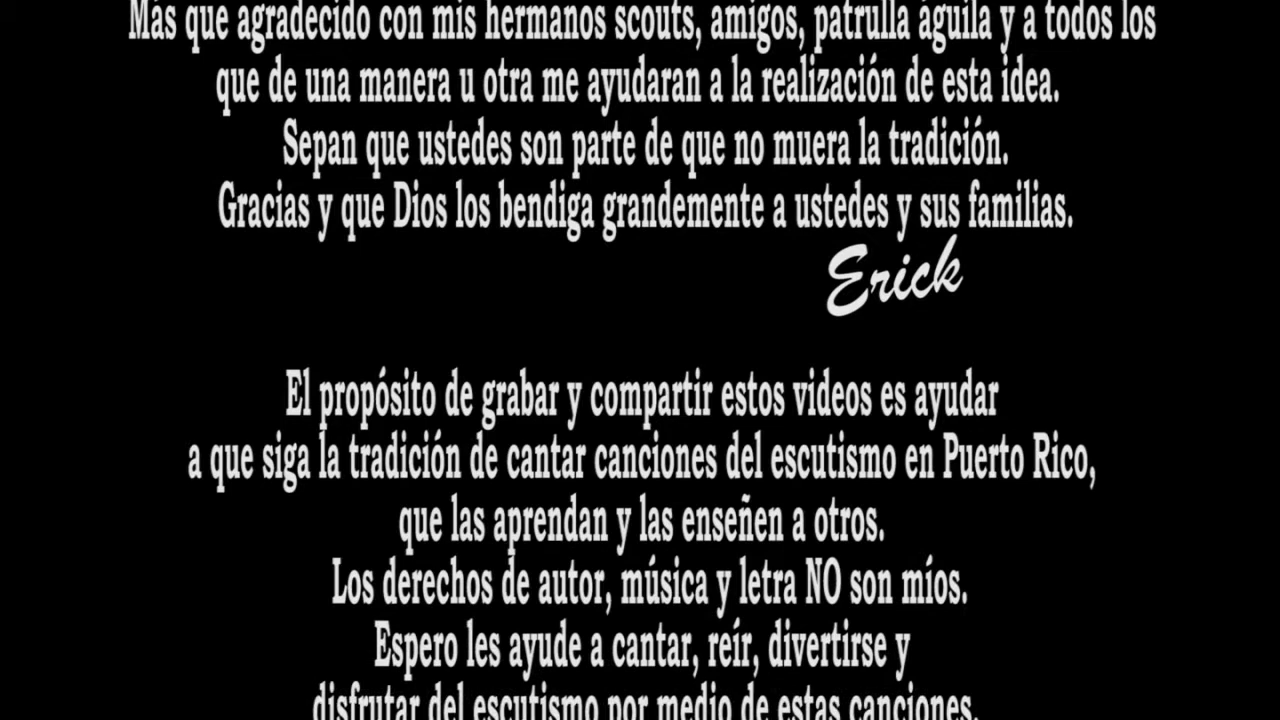 Más que agradecido con mis hermanos scouts, amigos, patrulla águila y a todos los
que de una manera u otra me ayudaran a la realización de esta idea.
Sepan que ustedes son parte de que no muera la tradición.
Gracias y que Dios los bendiga grandemente a ustedes y sus familias.
Erick
El propósito de grabar y compartir estos videos es ayudar
a que siga la tradición de cantar canciones del escutismo en Puerto Rico,
que las aprendan y las enseñen a otros.
Los derechos de autor, música y letra NO son míos.
Espero les ayude a cantar, reír, divertirse y
disfrutar del escutismo por medio de estas canciones.